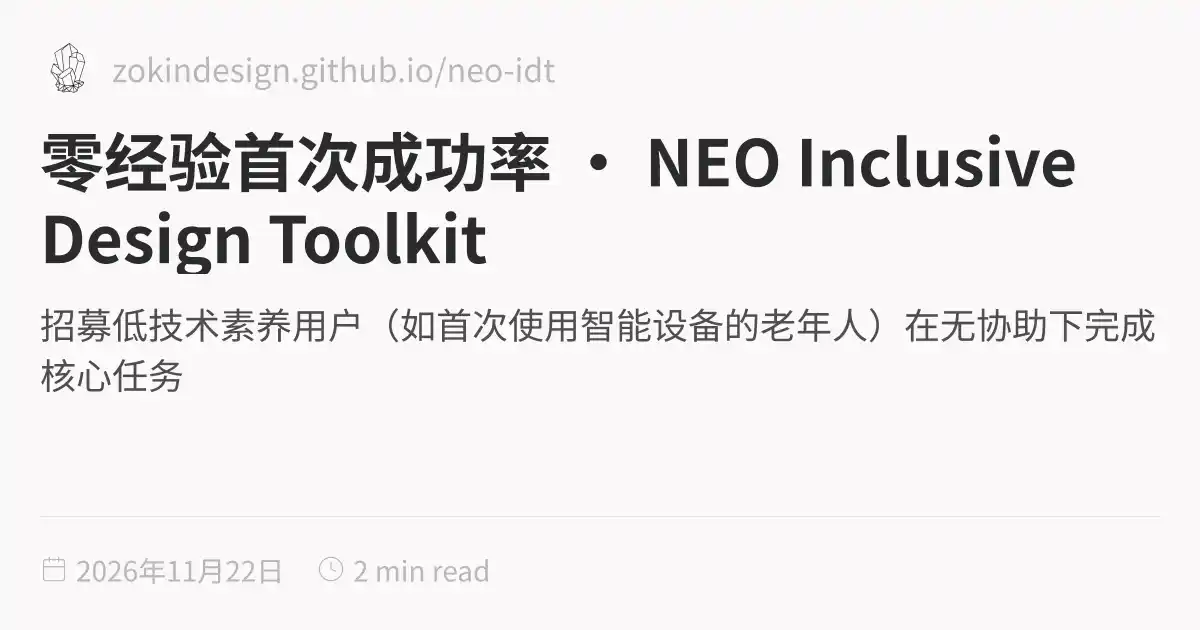 zokindesign.github.io/neo-idt
零经验首次成功率 • NEO Inclusive
Design Toolkit
招募低技术素养用户（如首次使用智能设备的老年人）在无协助下完成
核心任务
2026年11月22日 2 min read